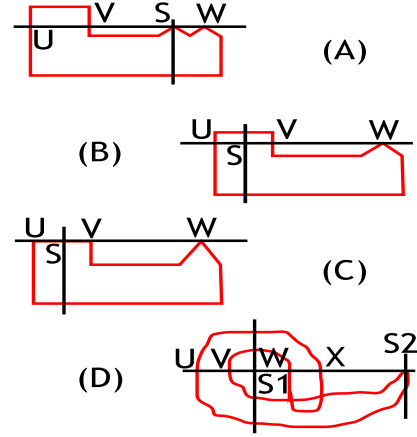 V S W
U
(A)
U V W
(B) S
U V W
S
(C)
S2
U V W X
(D) S1